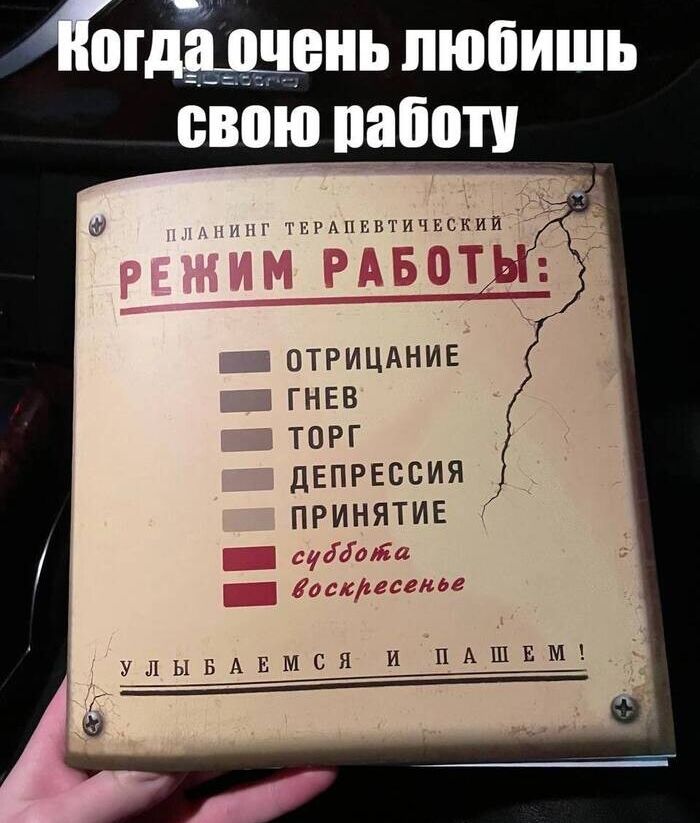 Когда очень любишь
свою работу
ПЛАНИНГ ТЕРАПЕВТИЧЕСКИЙ
РЕЖИМ РАБОТЫ:
ОТРИЦАНИЕ
ГНЕВ
ТОРГ
ДЕПРЕССИЯ
ПРИНЯТИЕ
суббота
воскресенье
УЛЫБАЕМСЯ И ПАШЕМ!